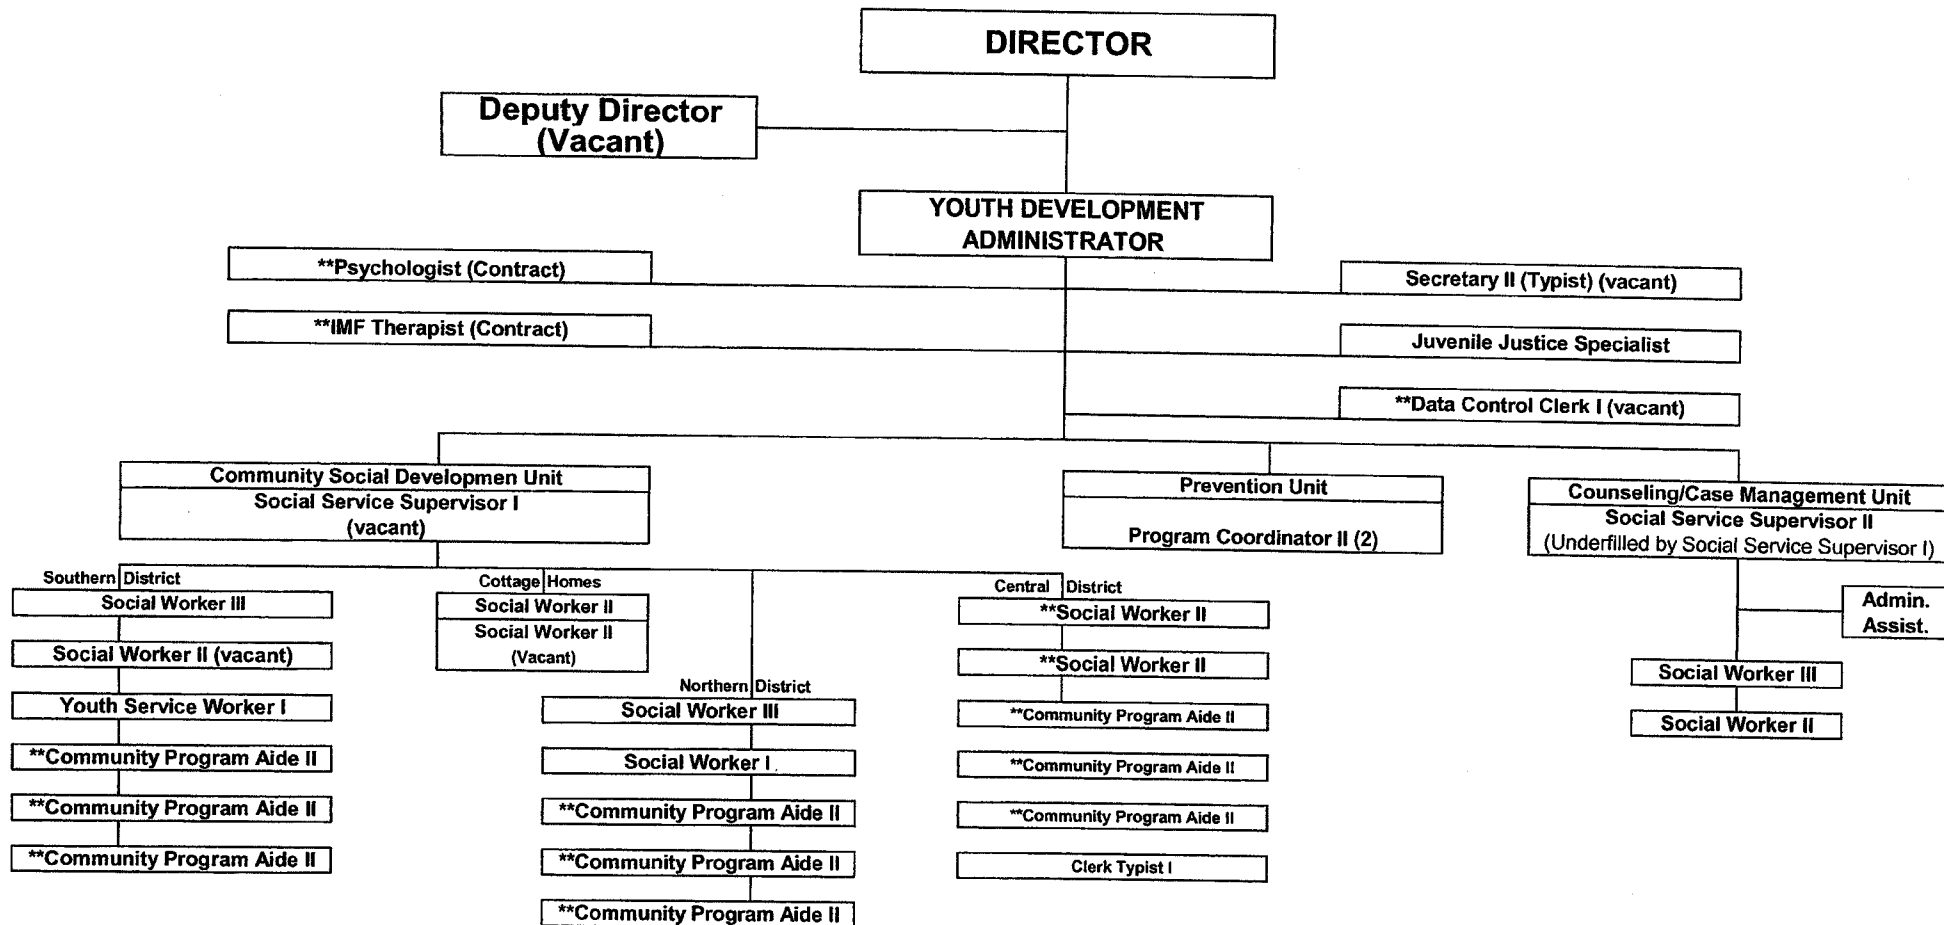 DIRECTOR
Deputy Director
(Vacant)
YOUTH DEVELOPMENT
ADMINISTRATOR
**Psychologist (Contract)
Secretary II (Typist) (vacant)
**IMF Therapist (Contract)
Juvenile Justice Specialist
**Data Control Clerk I (vacant)
Community Social Developmen Unit
Social Service Supervisor I
(vacant)
Prevention Unit
Program Coordinator II (2)
Counseling/Case Management Unit
Social Service Supervisor II
(Underfilled by Social Service Supervisor I)
Admin.
Assist.
Social Worker III
Social Worker II
Southern District
Social Worker III
Social Worker II (vacant)
Youth Service Worker I
**Community Program Aide II
**Community Program Aide II
**Community Program Aide II
Cottage Homes
Social Worker II
Social Worker II
(Vacant)
Northern District
Social Worker III
Social Worker I
**Community Program Aide II
**Community Program Aide II
**Community Program Aide II
Central District
**Social Worker II
**Social Worker II
**Community Program Aide II
**Community Program Aide II
**Community Program Aide II
Clerk Typist I